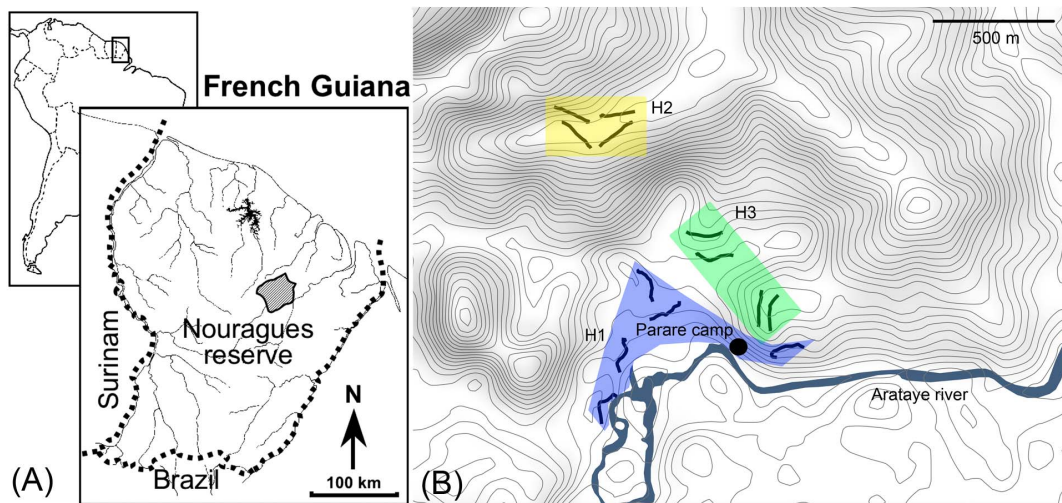 French Guiana
Surinam
Nouragues
reserve
N
Brazil
100 km
(A)
500 m
H2
H3
H1
Parare camp
Arataye river
(B)